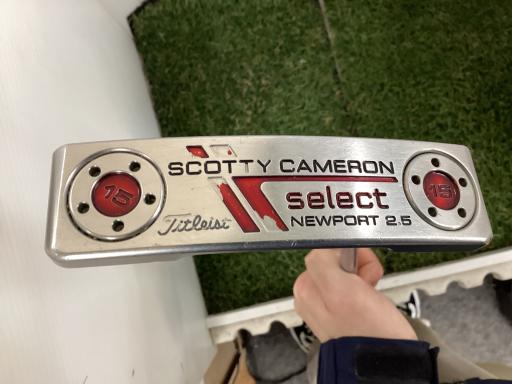 SCOTTY CAMERON
select
NEWPORT 2.5
Titleist
15
15